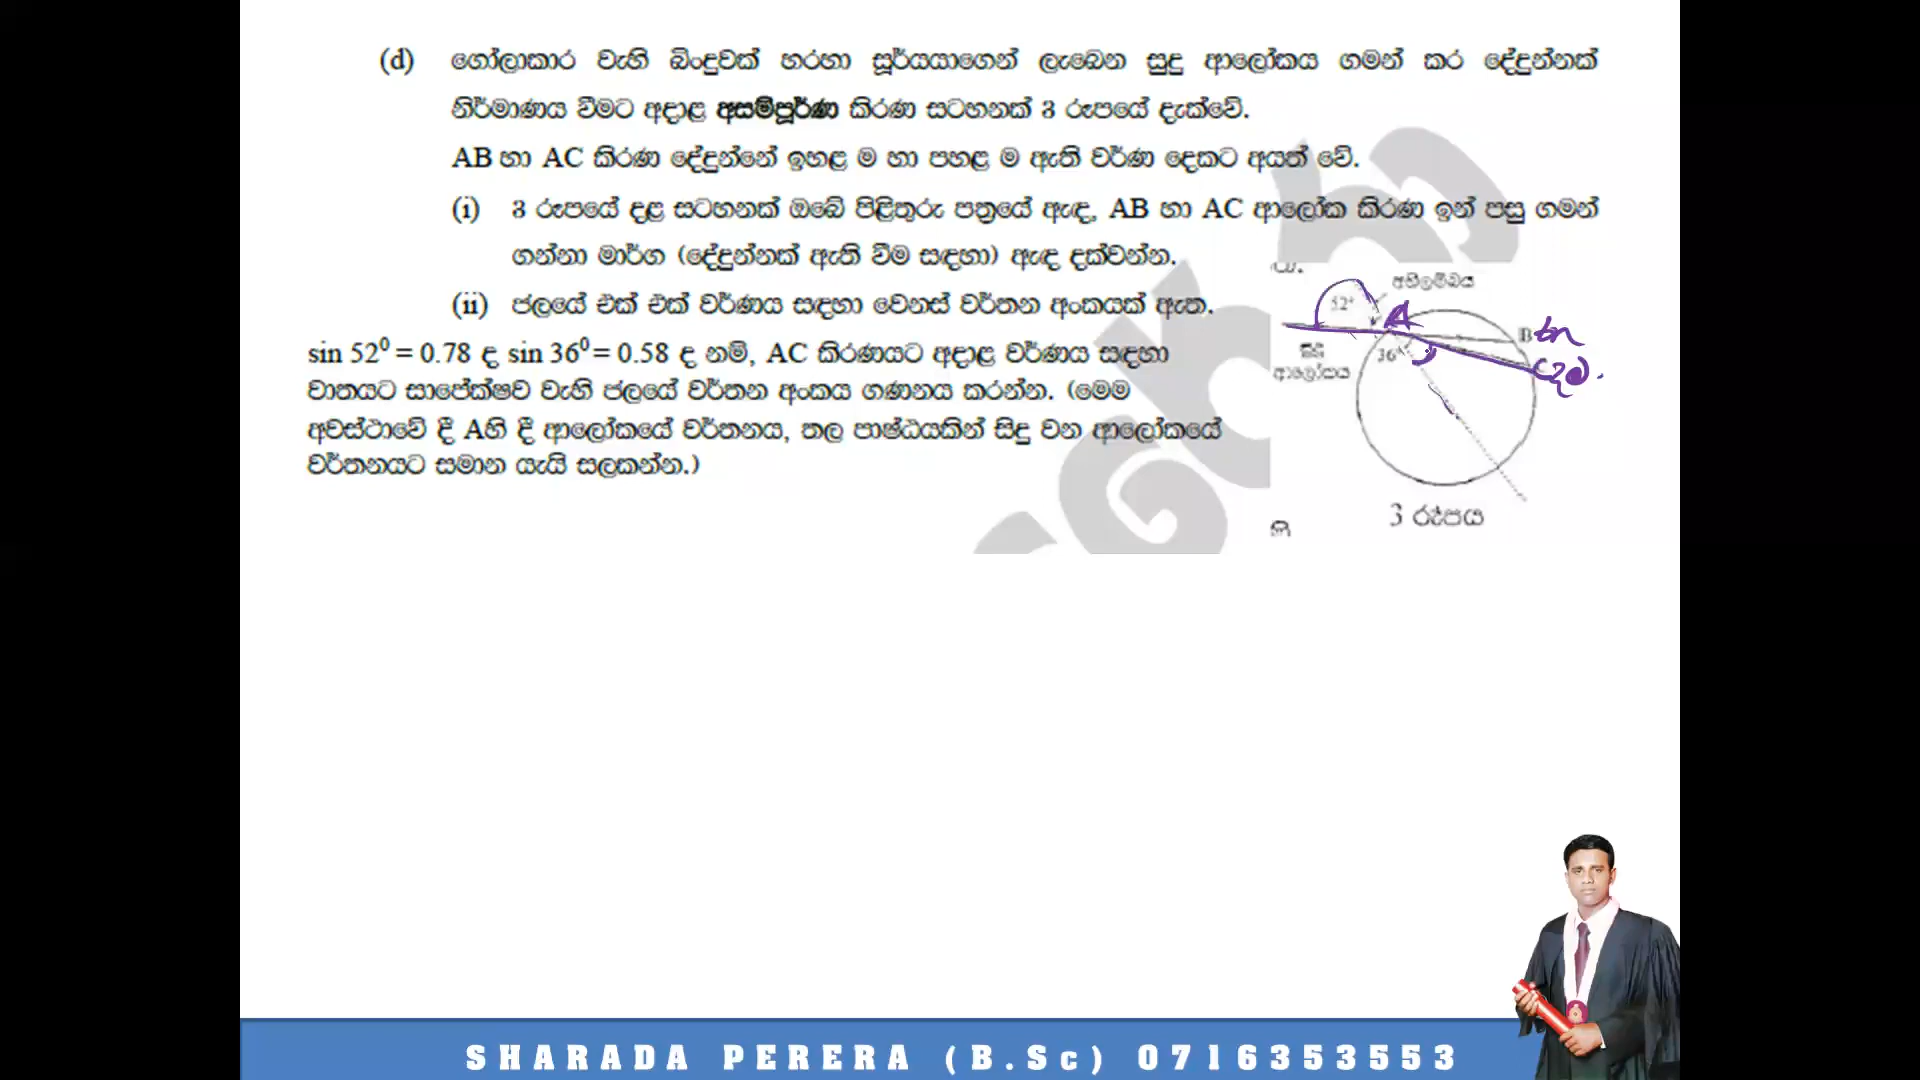 (d) ගෝලාකාර වැහි බිංදුවක් හරහා සූර්යයාගෙන් ලැබෙන සුදු ආලෝකය ගමන් කර දේදුන්නක්
නිර්මාණය වීමට අදාළ අසම්පූර්ණ කිරණ සටහනක් 3 රූපයේ දැක්වේ.
AB හා AC කිරණ දේදුන්නේ ඉහළ ම හා පහළ ම ඇති වර්ණ දෙකට අයත් වේ.
(i) 3 රූපයේ දළ සටහනක් ඔබේ පිළිතුරු පත්‍රයේ ඇඳ, AB හා AC ආලෝක කිරණ ඉන් පසු ගමන්
ගන්නා මාර්ග (දේදුන්නක් ඇති වීම සඳහා) ඇඳ දක්වන්න.
(ii) ජලයේ එක් එක් වර්ණය සඳහා වෙනස් වර්තන අංකයක් ඇත.
sin 52⁰ = 0.78 ද sin 36⁰ = 0.58 ද නම්, AC කිරණයට අදාළ වර්ණය සඳහා
වාතයට සාපේක්ෂව වැහි ජලයේ වර්තන අංකය ගණනය කරන්න. (මෙම
අවස්ථාවේ දී Aහි දී ආලෝකයේ වර්තනය, තල පෘෂ්ඨයකින් සිදු වන ආලෝකයේ
වර්තනයට සමාන යැයි සලකන්න.)
අභිලම්බය
52°
A
B
36°
C
ආලෝකය
3 රූපය
හි
SHARADA PERERA (B.Sc) 0716353553